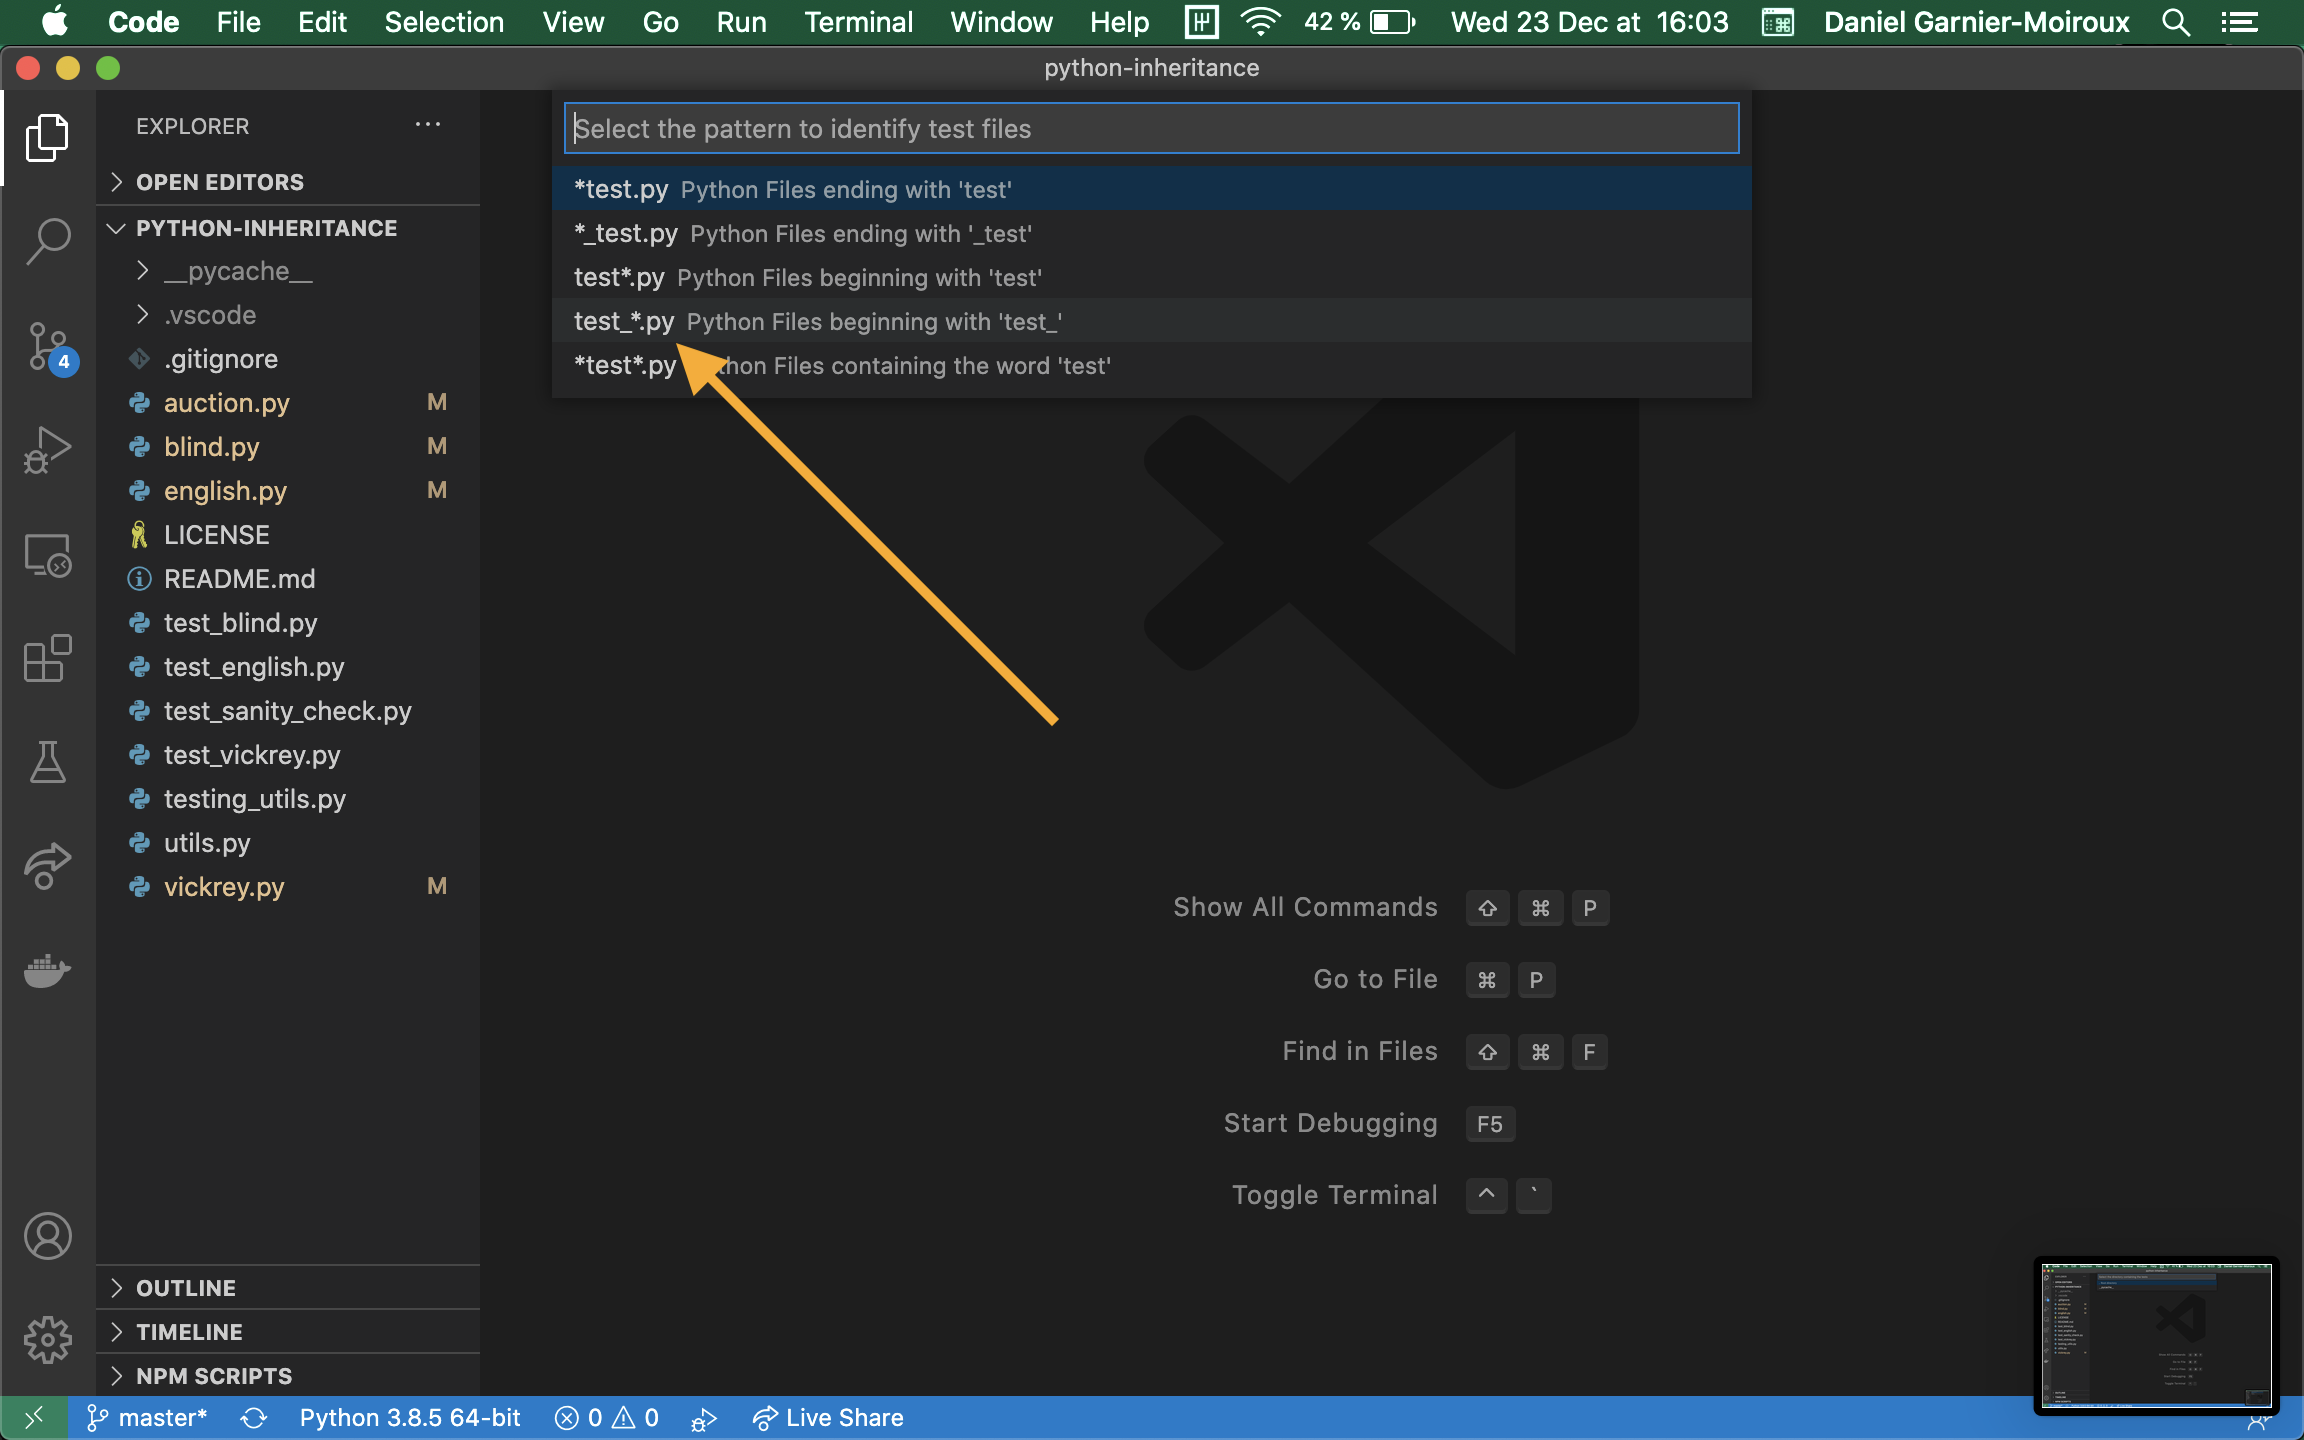 Code File Edit Selection View Go Run Terminal Window Help 42 % Wed 23 Dec at 16:03 Daniel Garnier-Moiroux
python-inheritance
EXPLORER
OPEN EDITORS
PYTHON-INHERITANCE
__pycache__
.vscode
.gitignore
auction.py M
blind.py M
english.py M
LICENSE
README.md
test_blind.py
test_english.py
test_sanity_check.py
test_vickrey.py
testing_utils.py
utils.py
vickrey.py M
4
OUTLINE
TIMELINE
NPM SCRIPTS
Select the pattern to identify test files
*test.py Python Files ending with 'test'
*_test.py Python Files ending with '_test'
test*.py Python Files beginning with 'test'
test_*.py Python Files beginning with 'test_'
*test*.py thon Files containing the word 'test'
Show All Commands ⇧ ⌘ P
Go to File ⌘ P
Find in Files ⇧ ⌘ F
Start Debugging F5
Toggle Terminal ^ `
master* Python 3.8.5 64-bit 0 0 Live Share